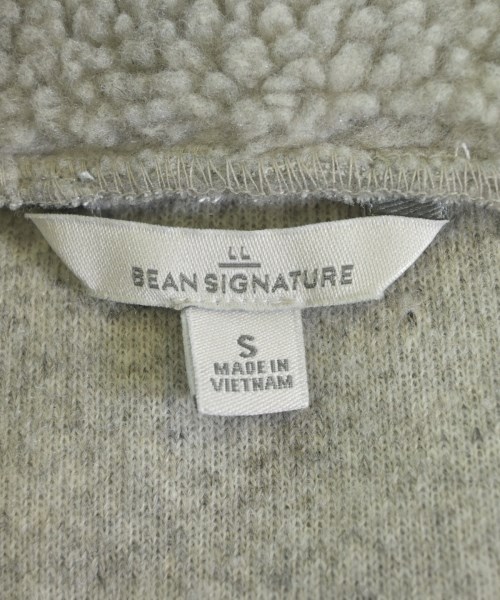 LL
BEAN SIGNATURE
S
MADE IN
VIETNAM